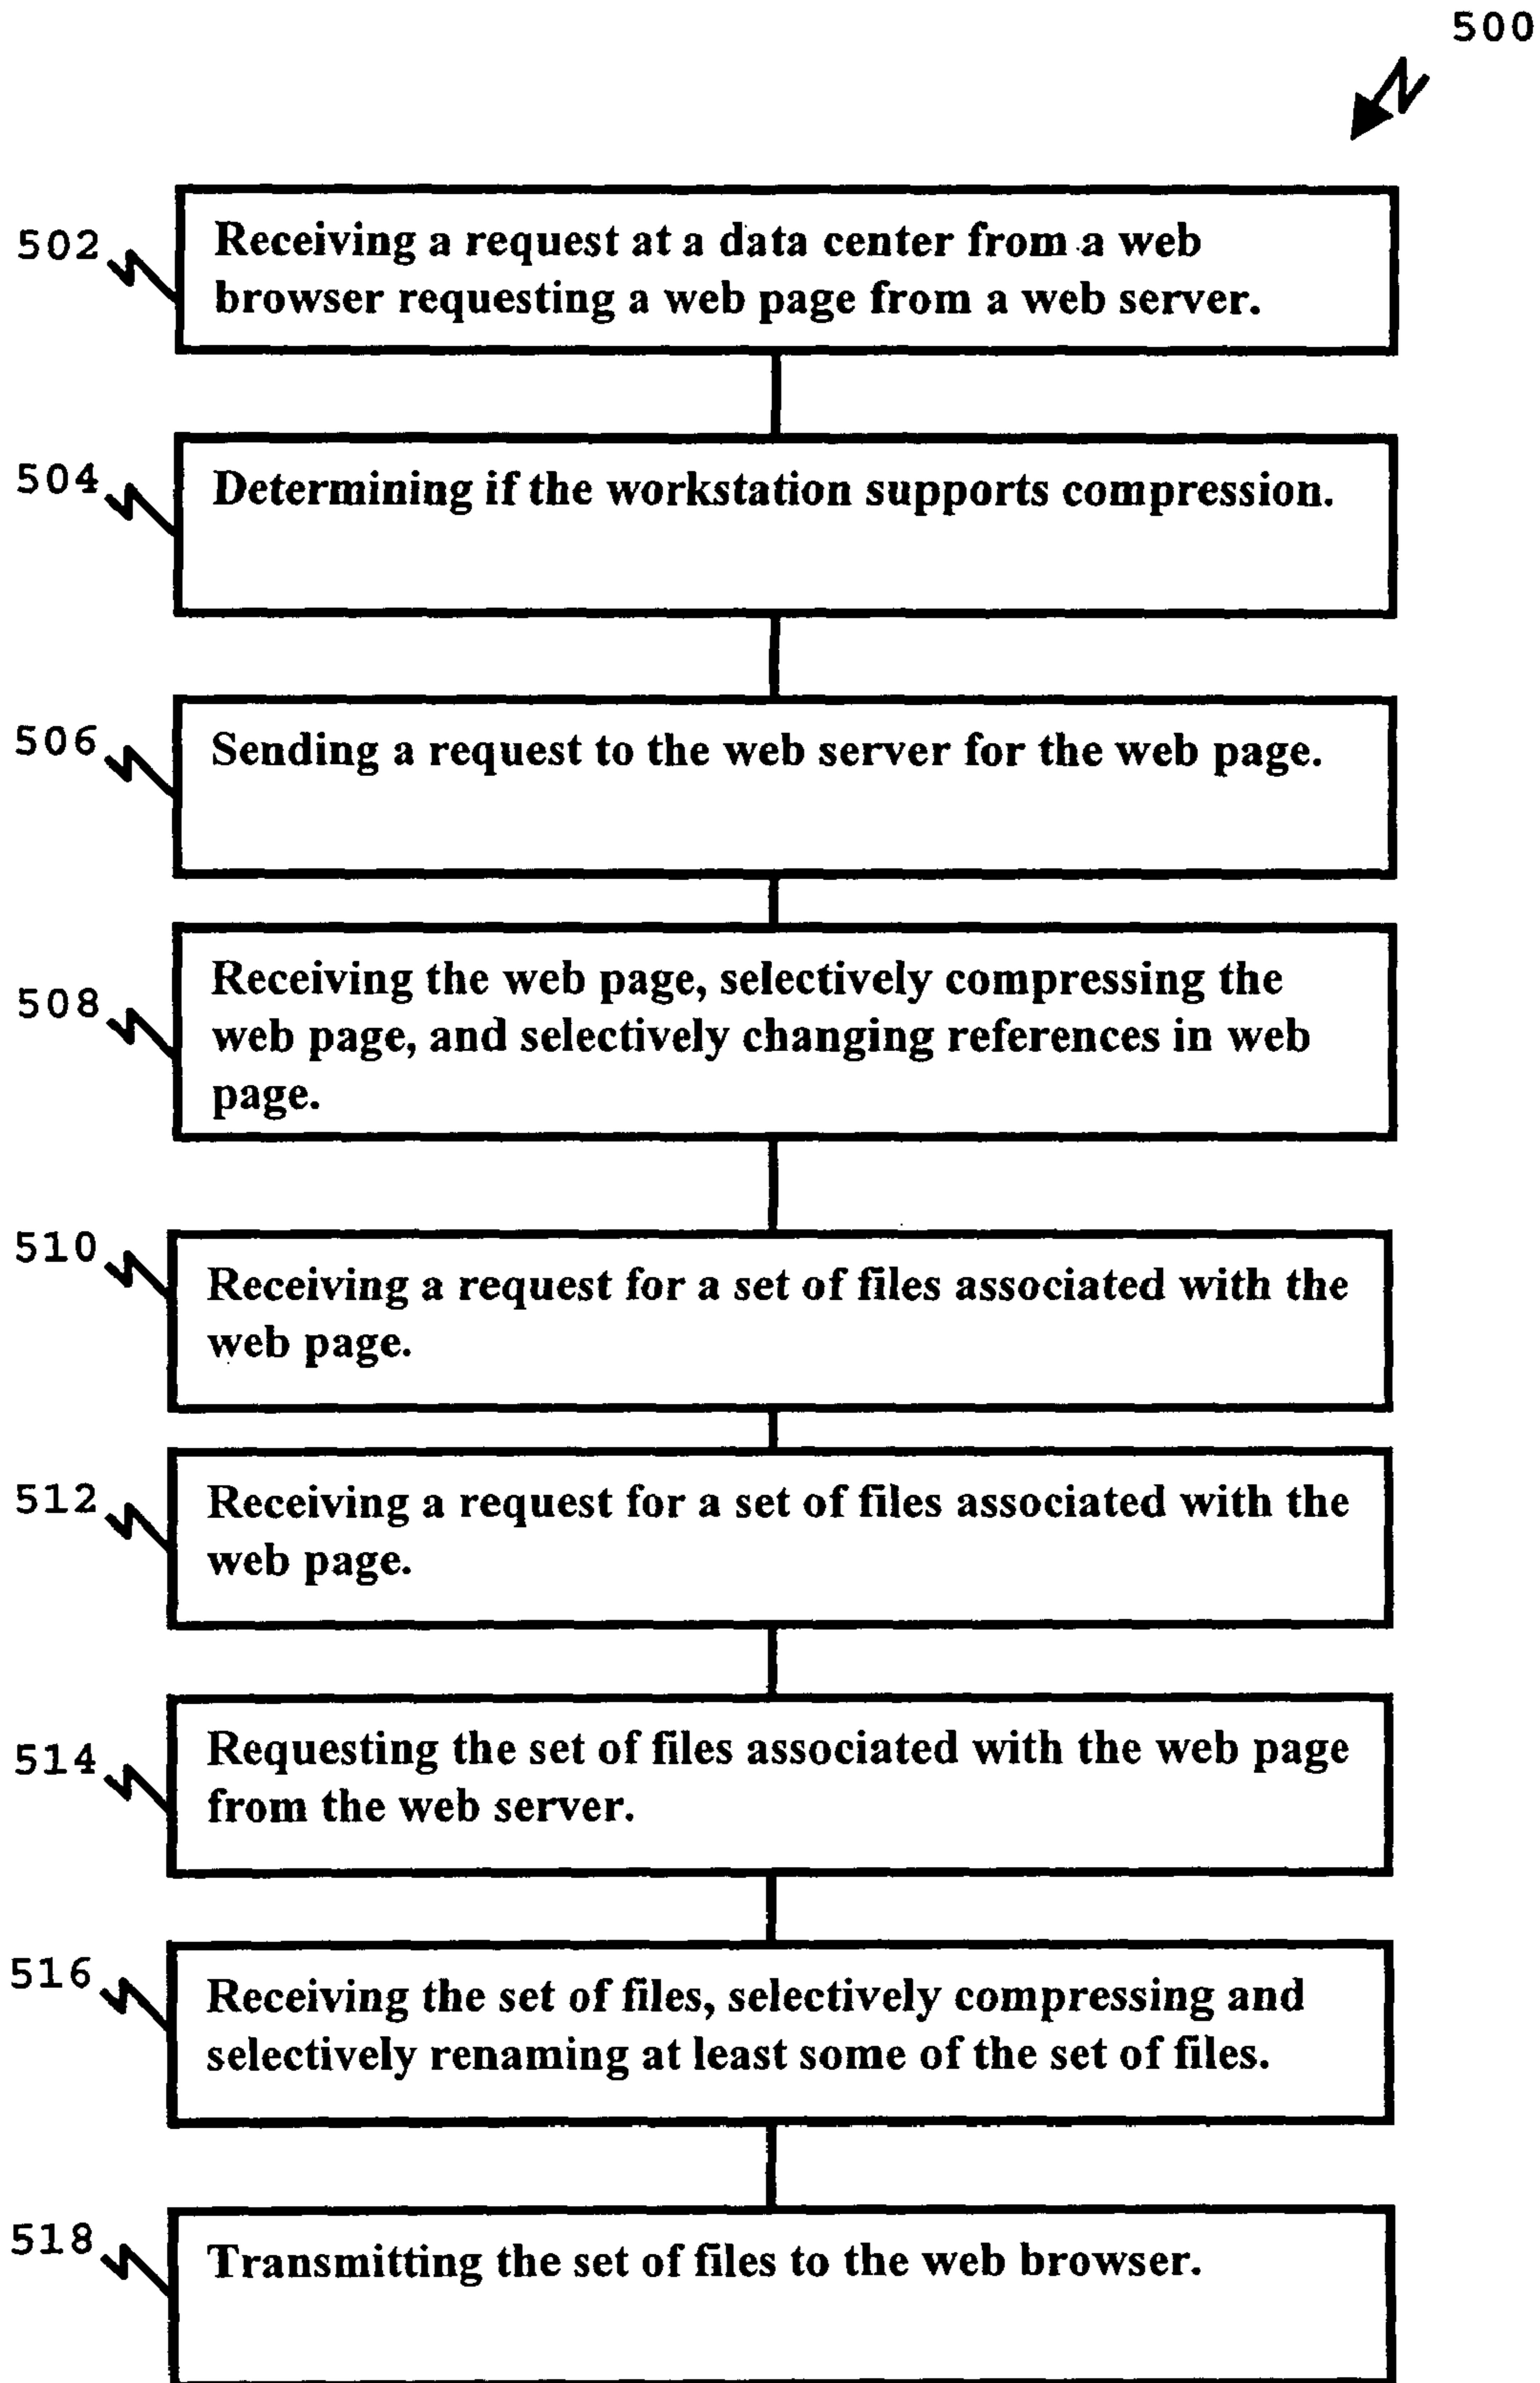 500
502
Receiving a request at a data center from a web
browser requesting a web page from a web server.
504
Determining if the workstation supports compression.
506
Sending a request to the web server for the web page.
508
Receiving the web page, selectively compressing the
web page, and selectively changing references in web
page.
510
Receiving a request for a set of files associated with the
web page.
512
Receiving a request for a set of files associated with the
web page.
514
Requesting the set of files associated with the web page
from the web server.
516
Receiving the set of files, selectively compressing and
selectively renaming at least some of the set of files.
518
Transmitting the set of files to the web browser.